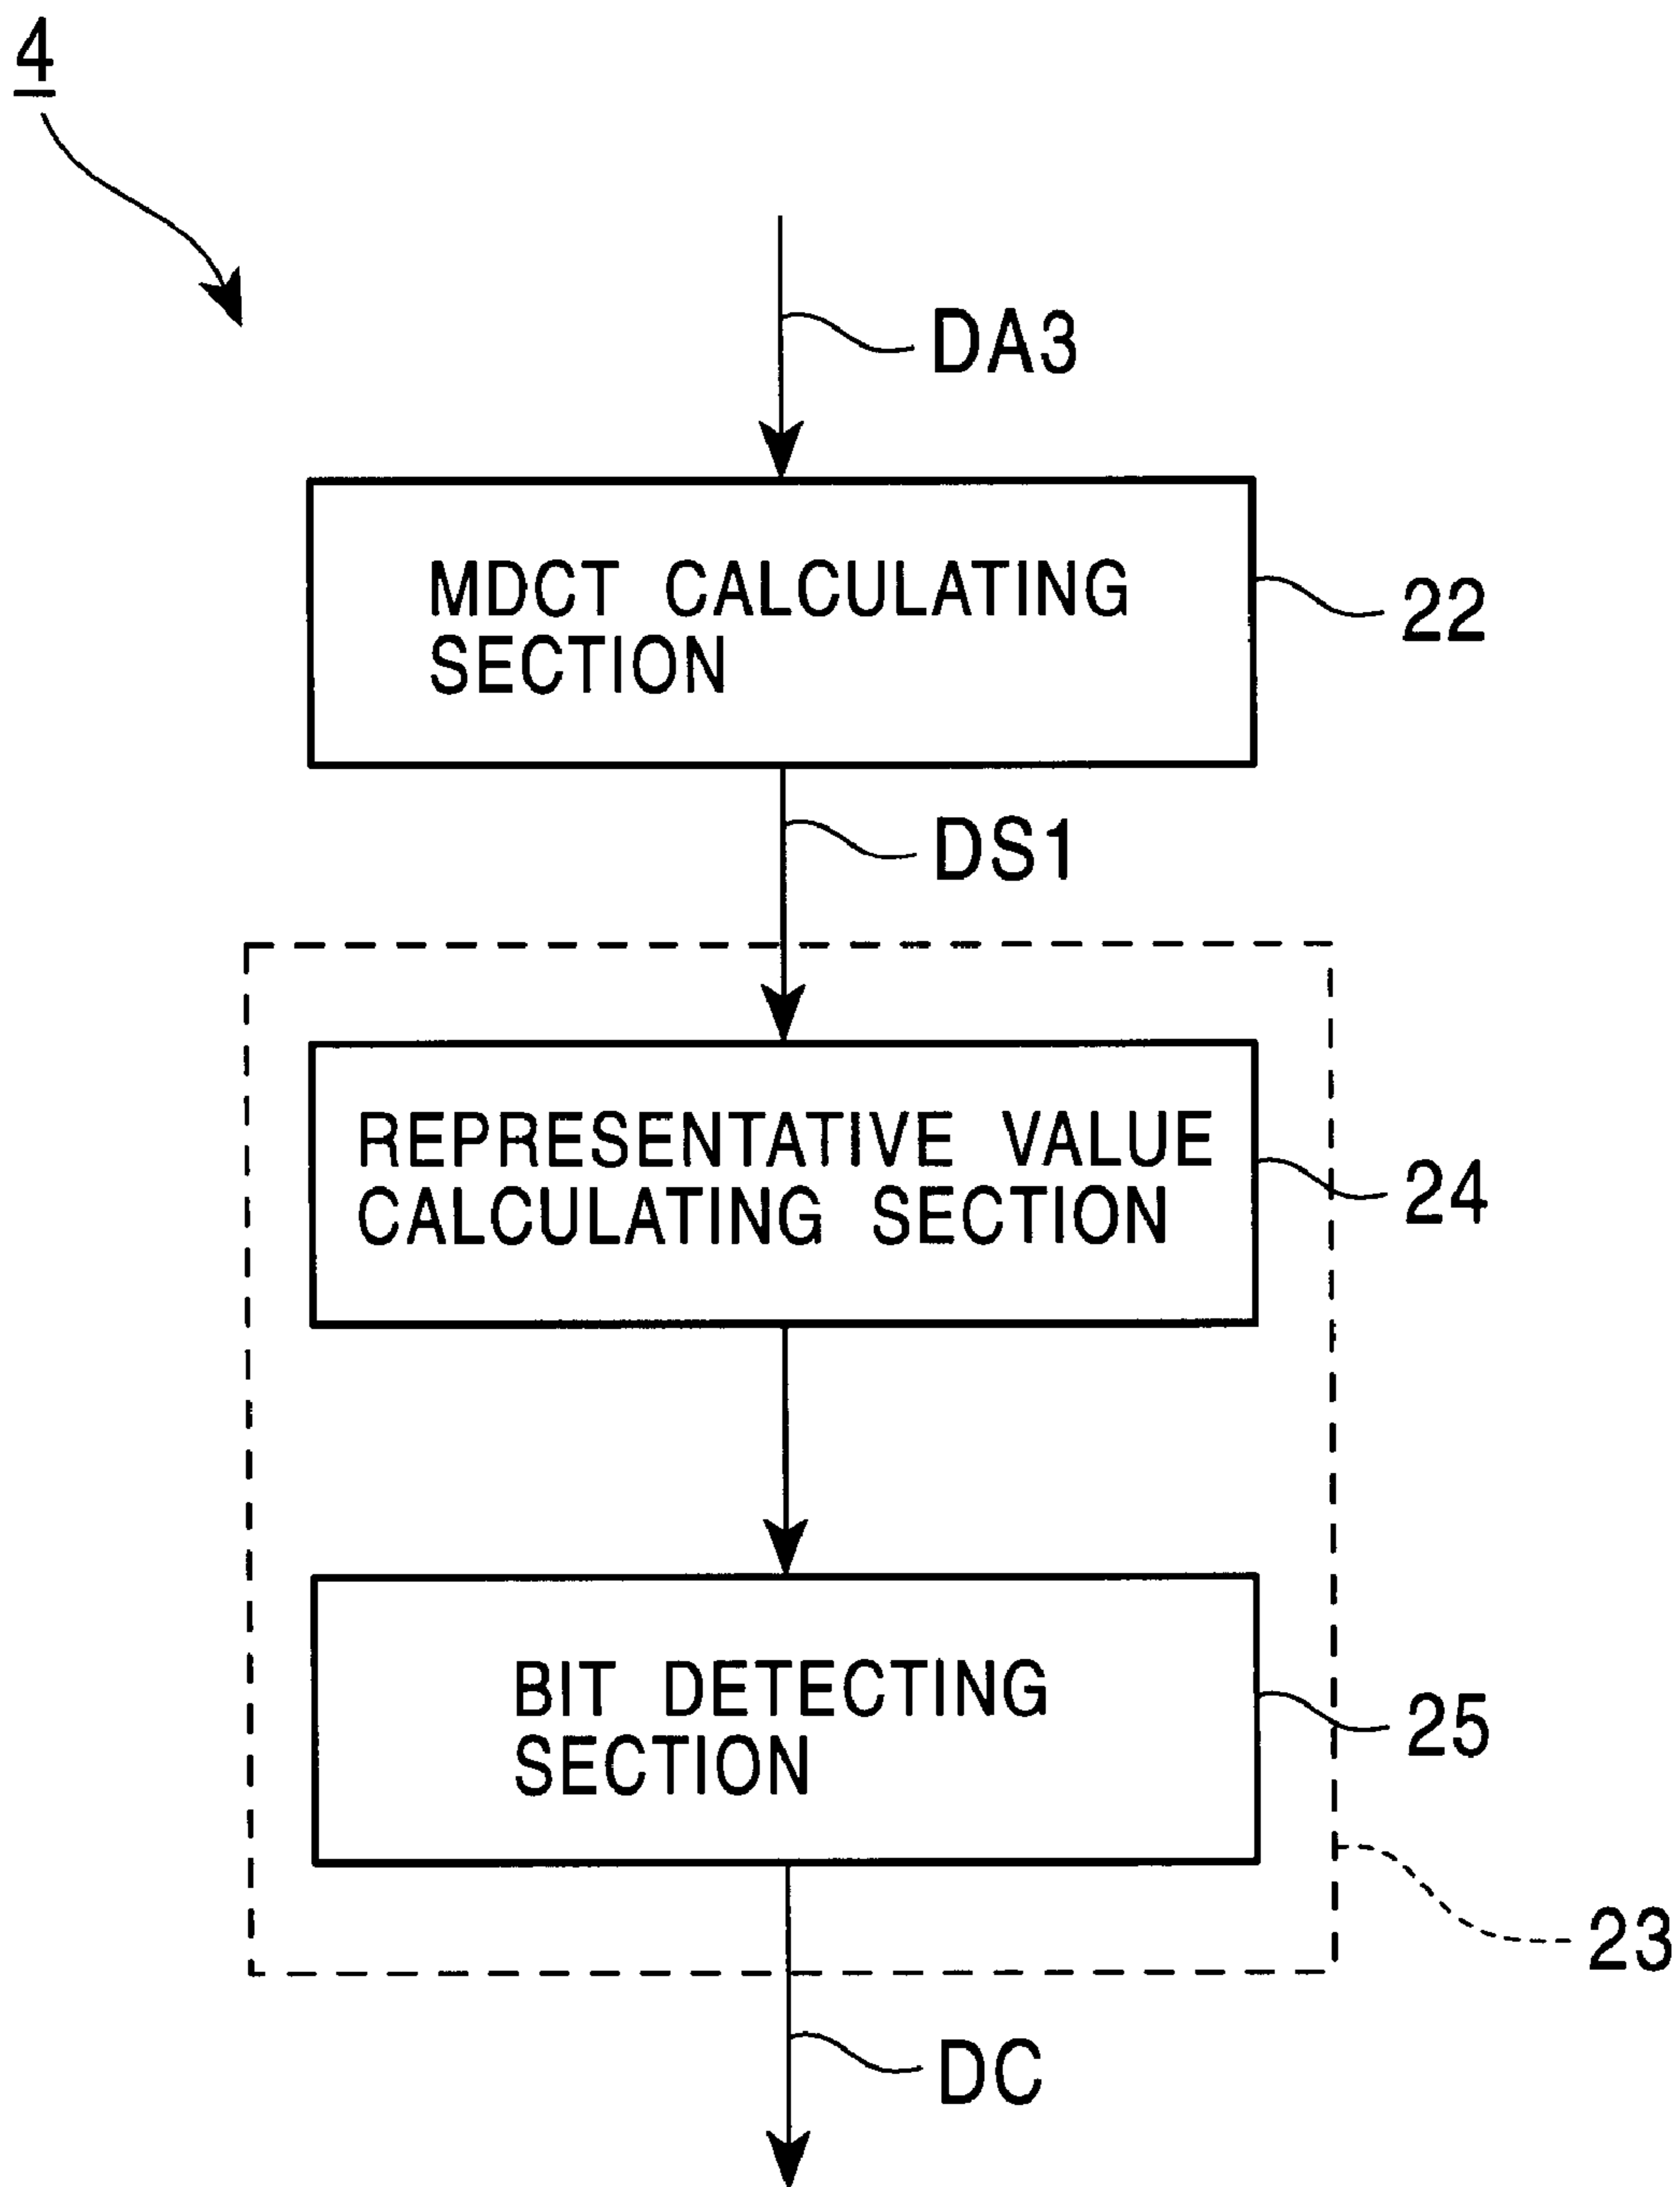 4
DA3
MDCT CALCULATING
SECTION
22
DS1
REPRESENTATIVE VALUE
CALCULATING SECTION
24
BIT DETECTING
SECTION
25
23
DC